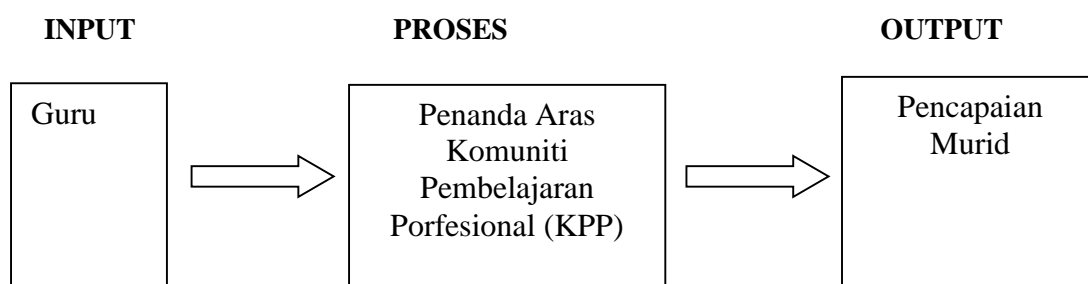 INPUT PROSES OUTPUT
Guru
Penanda Aras
Komuniti
Pembelajaran
Porfesional (KPP)
Pencapaian
Murid